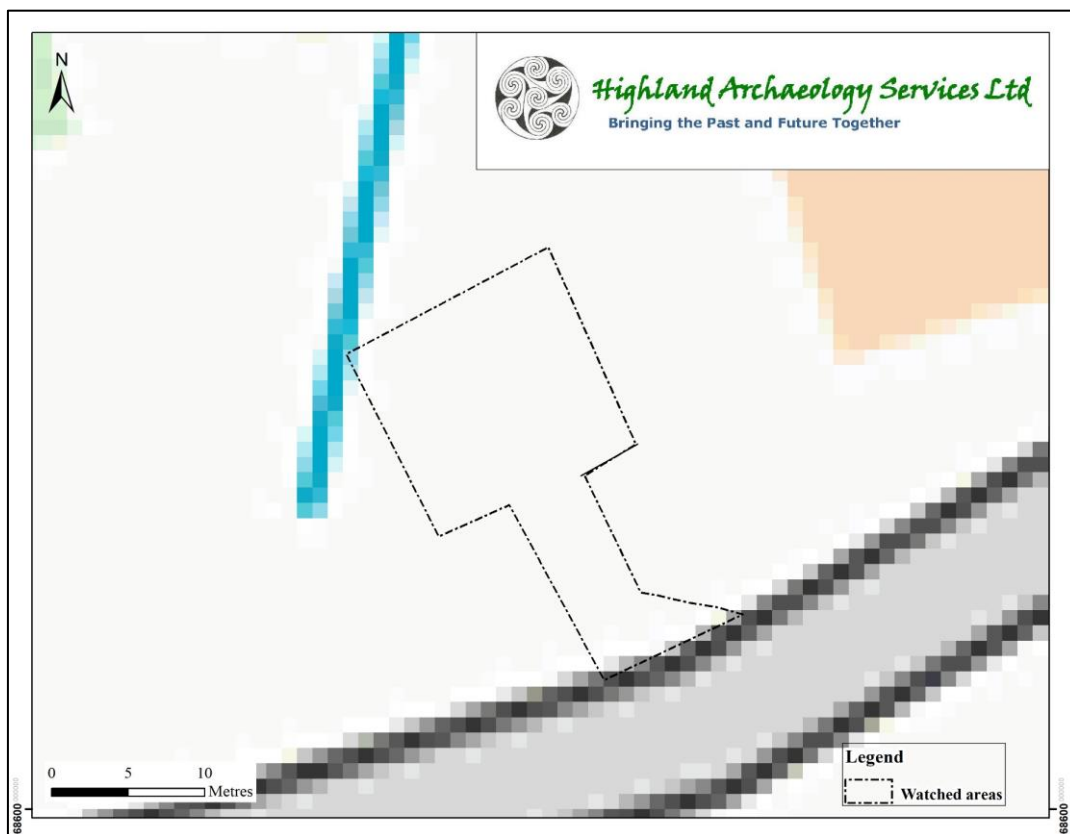 N
Highland Archaeology Services Ltd
Bringing the Past and Future Together
0 5 10
Metres
Legend
Watched areas
68600
68600